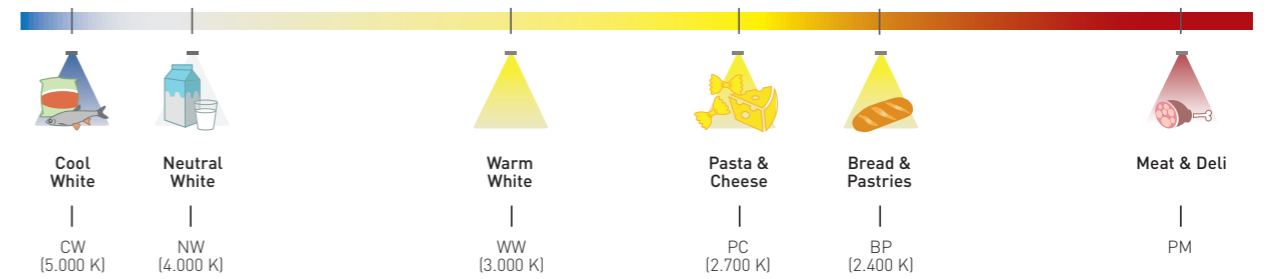 Cool
White
Neutral
White
Warm
White
Pasta &
Cheese
Bread &
Pastries
Meat & Deli
CW
(5.000 K)
NW
(4.000 K)
WW
(3.000 K)
PC
(2.700 K)
BP
(2.400 K)
PM